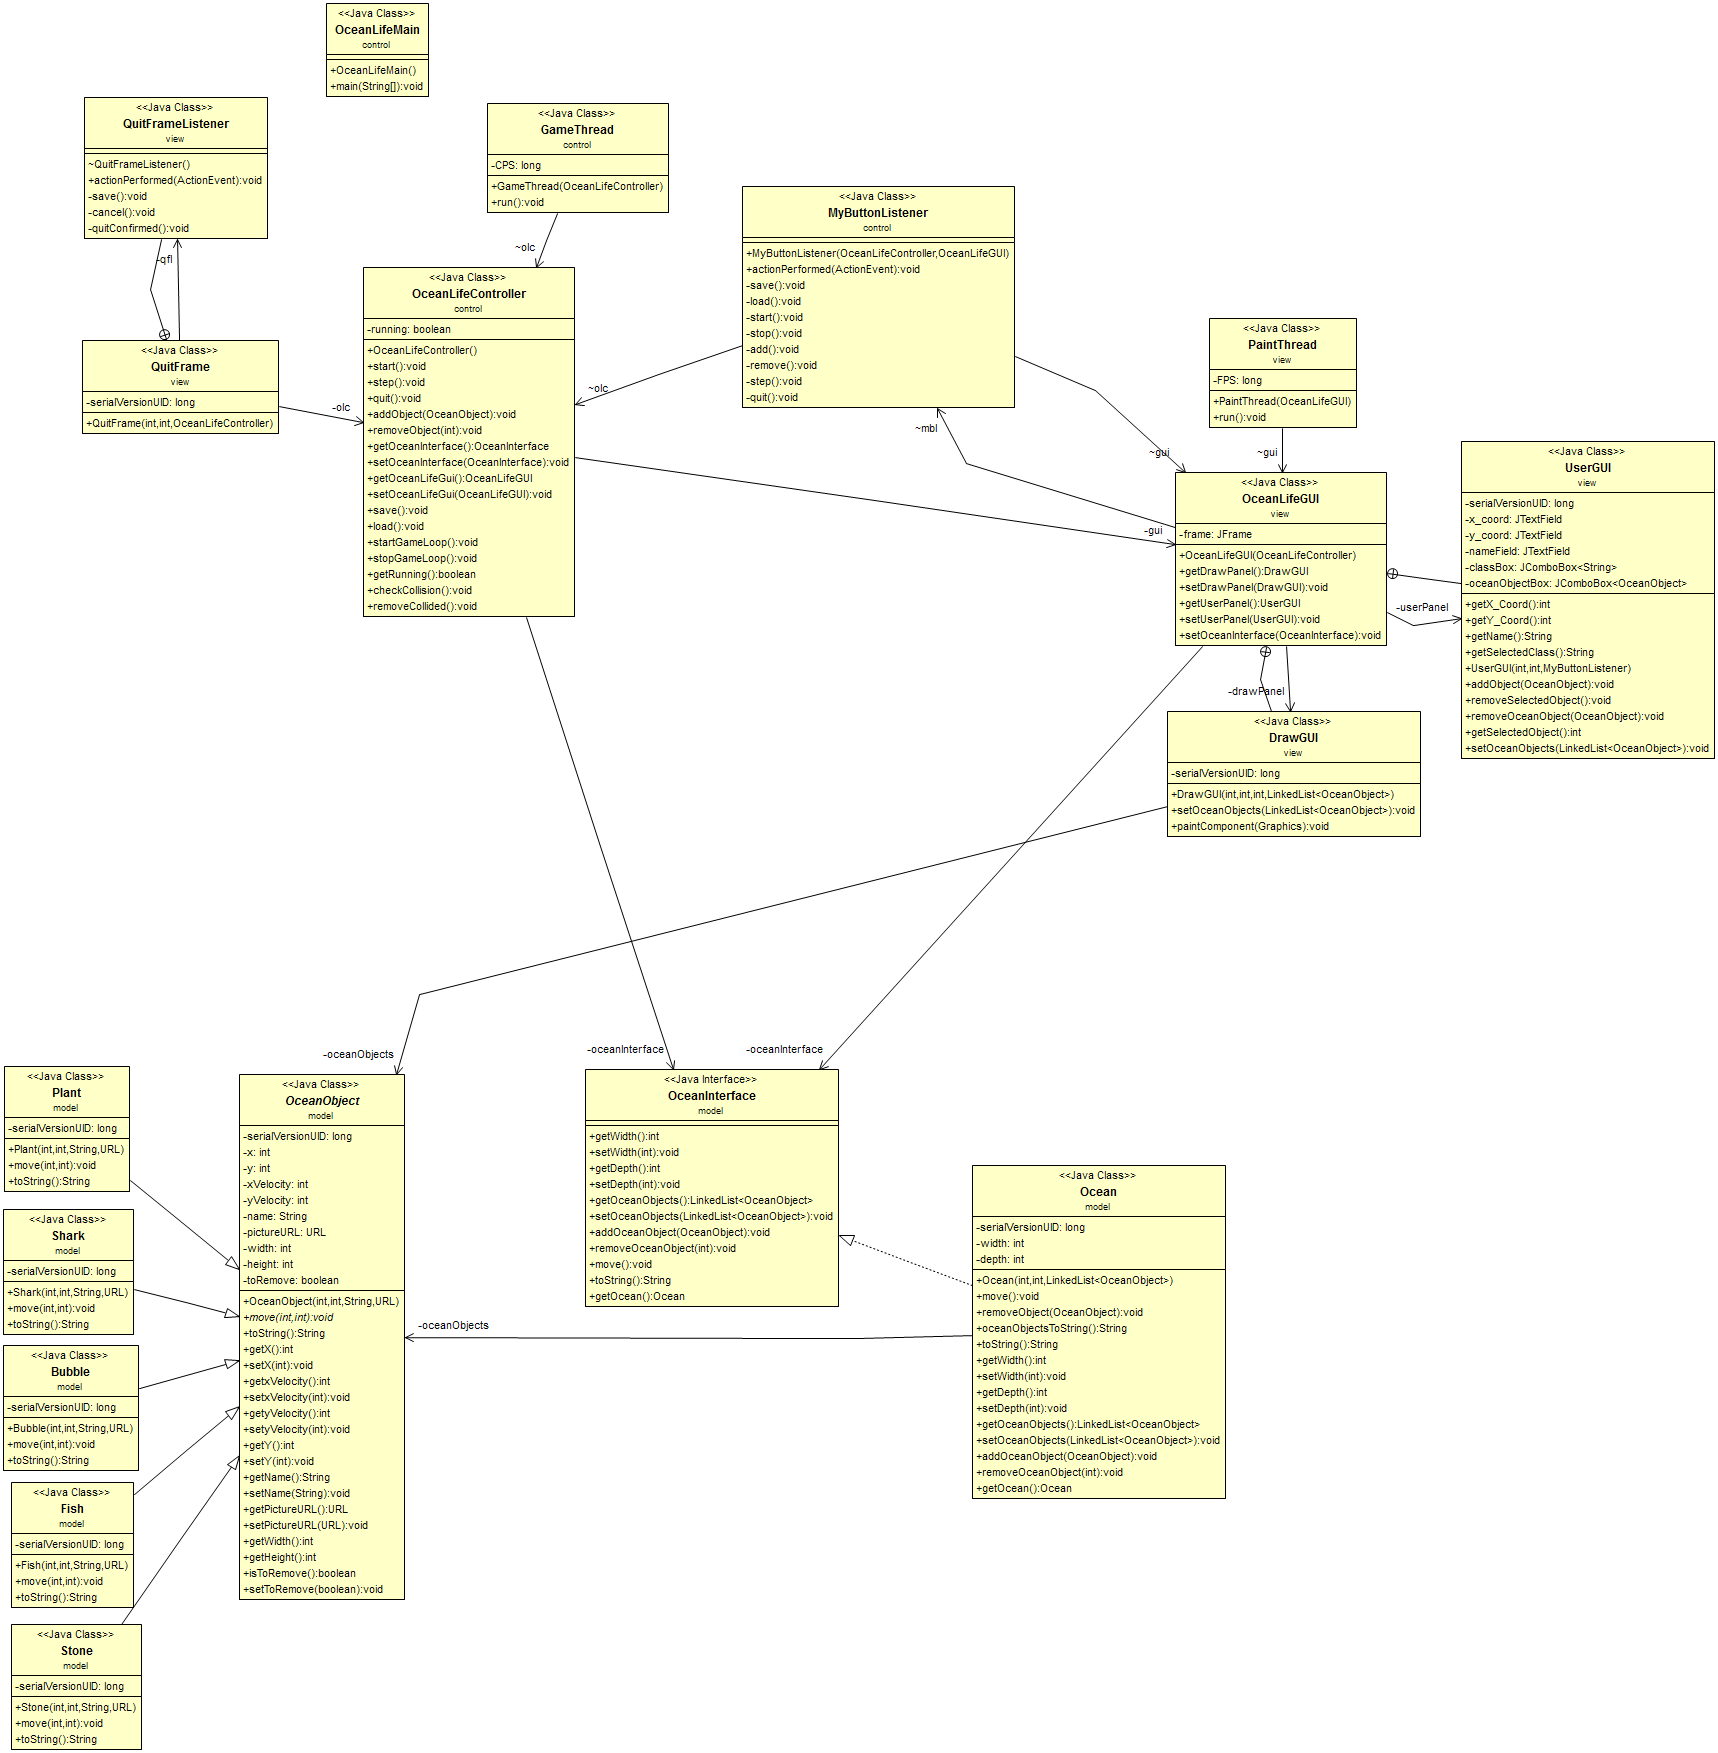 <<Java Class>>
OceanLifeMain
control
+OceanLifeMain()
+main(String[]):void
<<Java Class>>
QuitFrameListener
view
~QuitFrameListener()
+actionPerformed(ActionEvent):void
-save():void
-cancel():void
-quitConfirmed():void
-qfl
<<Java Class>>
QuitFrame
view
-serialVersionUID: long
+QuitFrame(int,int,OceanLifeController)
-olc
<<Java Class>>
GameThread
control
-CPS: long
+GameThread(OceanLifeController)
+run():void
~olc
<<Java Class>>
OceanLifeController
control
-running: boolean
+OceanLifeController()
+start():void
+step():void
+quit():void
+addObject(OceanObject):void
+removeObject(int):void
+getOceanInterface():OceanInterface
+setOceanInterface(OceanInterface):void
+getOceanLifeGui():OceanLifeGUI
+setOceanLifeGui(OceanLifeGUI):void
+save():void
+load():void
+startGameLoop():void
+stopGameLoop():void
+getRunning():boolean
+checkCollision():void
+removeCollided():void
<<Java Class>>
MyButtonListener
control
+MyButtonListener(OceanLifeController,OceanLifeGUI)
+actionPerformed(ActionEvent):void
-save():void
-load():void
-start():void
-stop():void
-add():void
-remove():void
-step():void
-quit():void
~olc
~mbl
~gui
<<Java Class>>
PaintThread
view
-FPS: long
+PaintThread(OceanLifeGUI)
+run():void
~gui
-gui
<<Java Class>>
OceanLifeGUI
view
-frame: JFrame
+OceanLifeGUI(OceanLifeController)
+getDrawPanel():DrawGUI
+setDrawPanel(DrawGUI):void
+getUserPanel():UserGUI
+setUserPanel(UserGUI):void
+setOceanInterface(OceanInterface):void
-userPanel
<<Java Class>>
UserGUI
view
-serialVersionUID: long
-x_coord: JTextField
-y_coord: JTextField
-nameField: JTextField
-classBox: JComboBox<String>
-oceanObjectBox: JComboBox<OceanObject>
+getX_Coord():int
+getY_Coord():int
+getName():String
+getSelectedClass():String
+UserGUI(int,int,MyButtonListener)
+addObject(OceanObject):void
+removeSelectedObject():void
+removeOceanObject(OceanObject):void
+getSelectedObject():int
+setOceanObjects(LinkedList<OceanObject>):void
-drawPanel
<<Java Class>>
DrawGUI
view
-serialVersionUID: long
+DrawGUI(int,int,int,LinkedList<OceanObject>)
+setOceanObjects(LinkedList<OceanObject>):void
+paintComponent(Graphics):void
-oceanObjects
-oceanInterface
-oceanInterface
<<Java Class>>
Plant
model
-serialVersionUID: long
+Plant(int,int,String,URL)
+move(int,int):void
+toString():String
<<Java Class>>
Shark
model
-serialVersionUID: long
+Shark(int,int,String,URL)
+move(int,int):void
+toString():String
<<Java Class>>
Bubble
model
-serialVersionUID: long
+Bubble(int,int,String,URL)
+move(int,int):void
+toString():String
<<Java Class>>
Fish
model
-serialVersionUID: long
+Fish(int,int,String,URL)
+move(int,int):void
+toString():String
<<Java Class>>
Stone
model
-serialVersionUID: long
+Stone(int,int,String,URL)
+move(int,int):void
+toString():String
<<Java Class>>
OceanObject
model
-serialVersionUID: long
-x: int
-y: int
-xVelocity: int
-yVelocity: int
-name: String
-pictureURL: URL
-width: int
-height: int
-toRemove: boolean
+OceanObject(int,int,String,URL)
+move(int,int):void
+toString():String
+getX():int
+setX(int):void
+getxVelocity():int
+setxVelocity(int):void
+getyVelocity():int
+setyVelocity(int):void
+getY():int
+setY(int):void
+getName():String
+setName(String):void
+getPictureURL():URL
+setPictureURL(URL):void
+getWidth():int
+getHeight():int
+isToRemove():boolean
+setToRemove(boolean):void
-oceanObjects
<<Java Interface>>
OceanInterface
model
+getWidth():int
+setWidth(int):void
+getDepth():int
+setDepth(int):void
+getOceanObjects():LinkedList<OceanObject>
+setOceanObjects(LinkedList<OceanObject>):void
+addOceanObject(OceanObject):void
+removeOceanObject(int):void
+move():void
+toString():String
+getOcean():Ocean
<<Java Class>>
Ocean
model
-serialVersionUID: long
-width: int
-depth: int
+Ocean(int,int,LinkedList<OceanObject>)
+move():void
+removeObject(OceanObject):void
+oceanObjectsToString():String
+toString():String
+getWidth():int
+setWidth(int):void
+getDepth():int
+setDepth(int):void
+getOceanObjects():LinkedList<OceanObject>
+setOceanObjects(LinkedList<OceanObject>):void
+addOceanObject(OceanObject):void
+removeOceanObject(int):void
+getOcean():Ocean